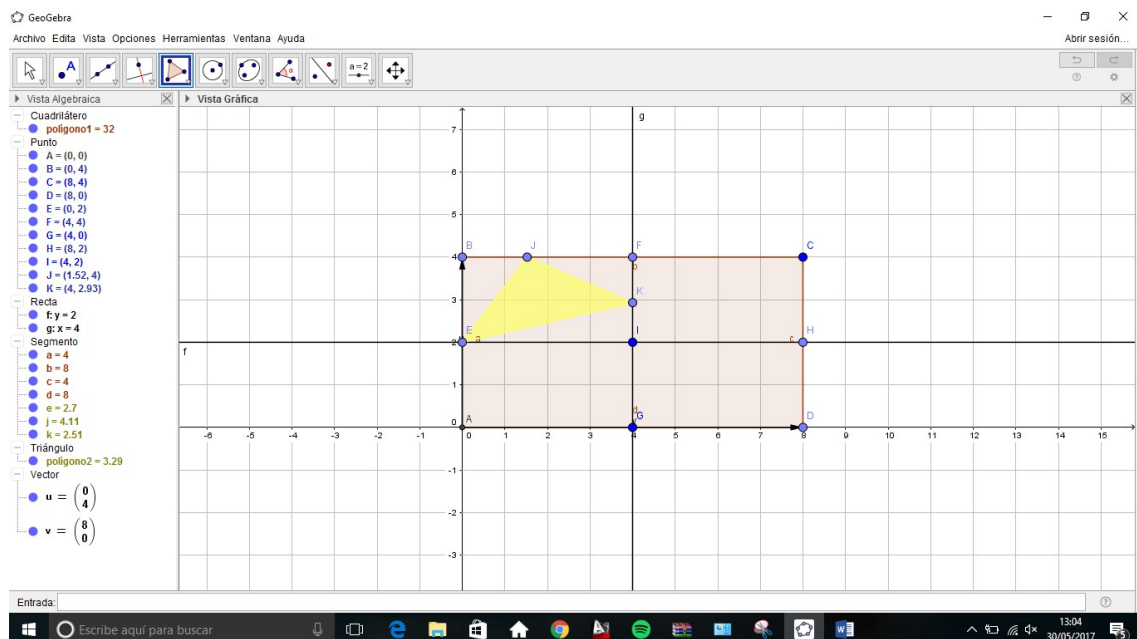 GeoGebra
Archivo Edita Vista Opciones Herramientas Ventana Ayuda
Abrir sesión...
A
α
a=2
Vista Algebraica
Cuadrilátero
polígono1 = 32
Punto
A = (0, 0)
B = (0, 4)
C = (8, 4)
D = (8, 0)
E = (0, 2)
F = (4, 4)
G = (4, 0)
H = (8, 2)
I = (4, 2)
J = (1.52, 4)
K = (4, 2.93)
Recta
f: y = 2
g: x = 4
Segmento
a = 4
b = 8
c = 4
d = 8
e = 2.7
j = 4.11
k = 2.51
Triángulo
polígono2 = 3.29
Vector
u = (0 4)
v = (8 0)
Vista Gráfica
g
7
6
5
B J F C
4
b
3
K
E I H
2 a c
f
1
d
0 A G D
-6 -5 -4 -3 -2 -1 0 1 2 3 4 5 6 7 8 9 10 11 12 13 14 15
-1
-2
-3
Entrada:
Escribe aquí para buscar
13:04
30/05/2017